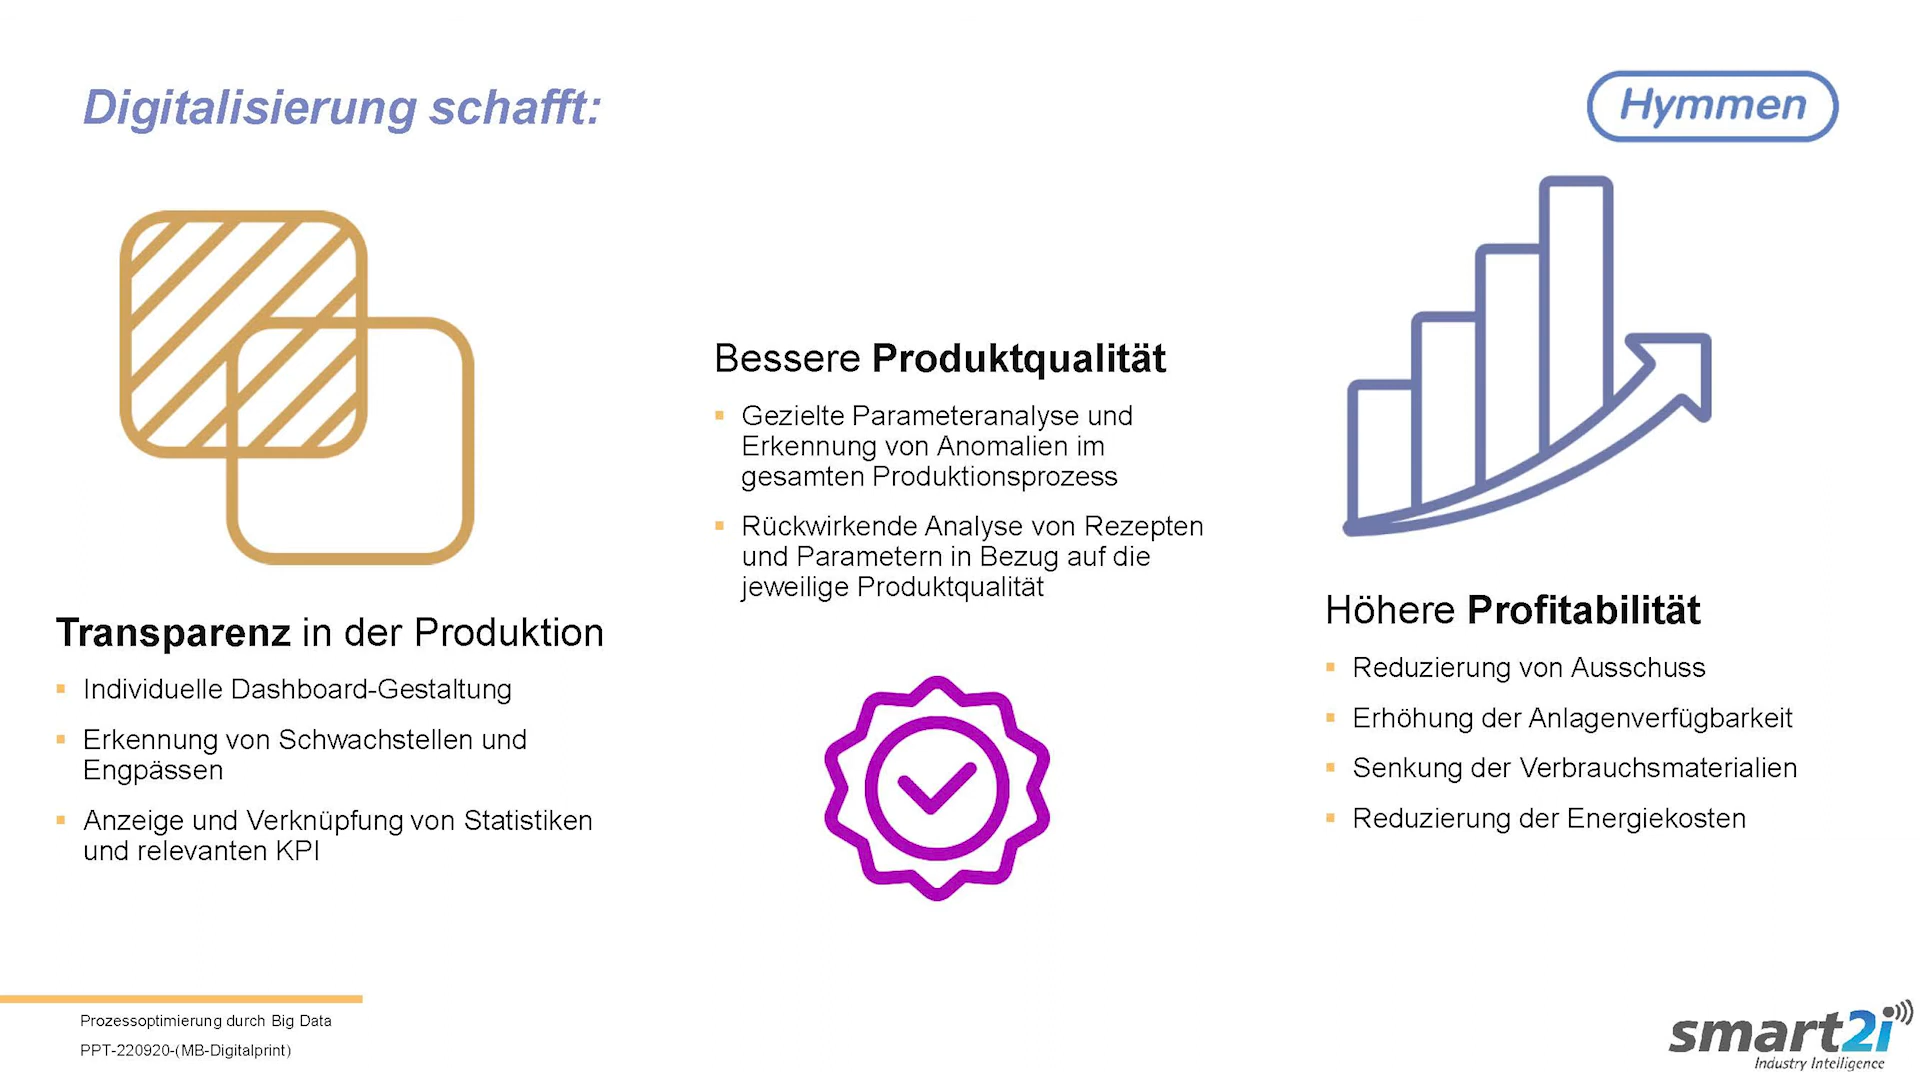 Digitalisierung schafft:
Hymmen
Transparenz in der Produktion
Individuelle Dashboard-Gestaltung
Erkennung von Schwachstellen und
Engpässen
Anzeige und Verknüpfung von Statistiken
und relevanten KPI
Bessere Produktqualität
Gezielte Parameteranalyse und
Erkennung von Anomalien im
gesamten Produktionsprozess
Rückwirkende Analyse von Rezepten
und Parametern in Bezug auf die
jeweilige Produktqualität
Höhere Profitabilität
Reduzierung von Ausschuss
Erhöhung der Anlagenverfügbarkeit
Senkung der Verbrauchsmaterialien
Reduzierung der Energiekosten
Prozessoptimierung durch Big Data
PPT-220920-(MB-Digitalprint)
smart2i
Industry Intelligence